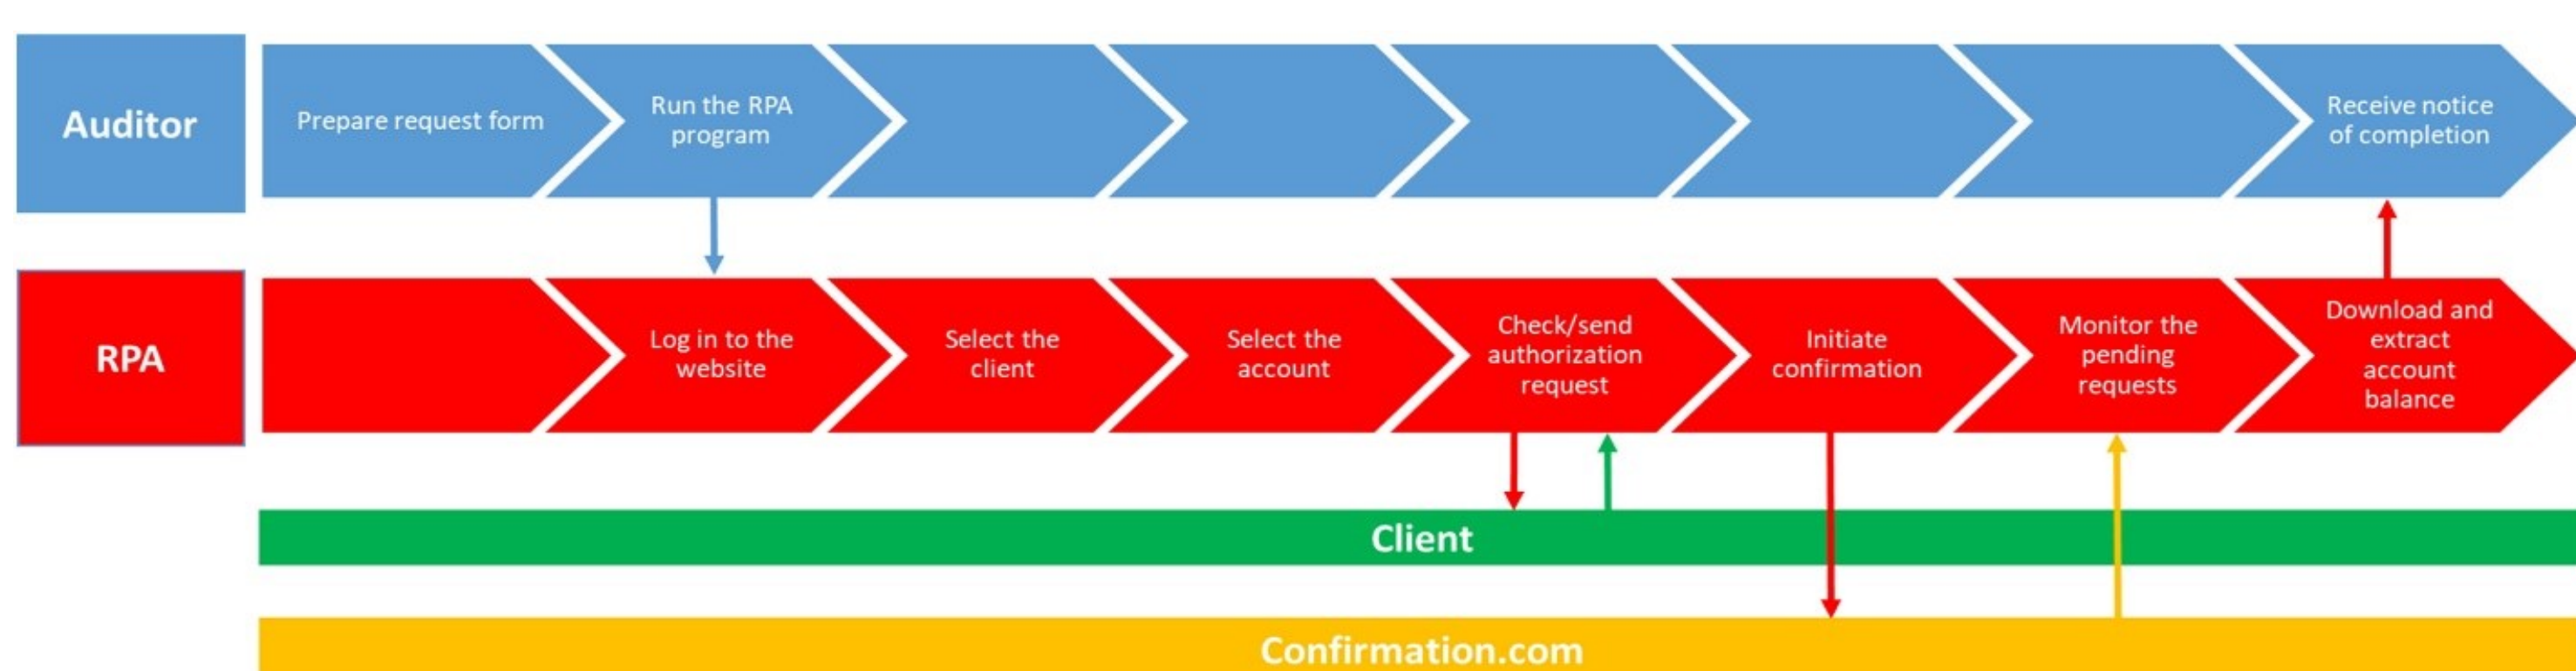 Auditor
Prepare request form
Run the RPA
program
Receive notice
of completion
RPA
Log in to the
website
Select the
client
Select the
account
Check/send
authorization
request
Initiate
confirmation
Monitor the
pending
requests
Download and
extract
account
balance
Client
Confirmation.com